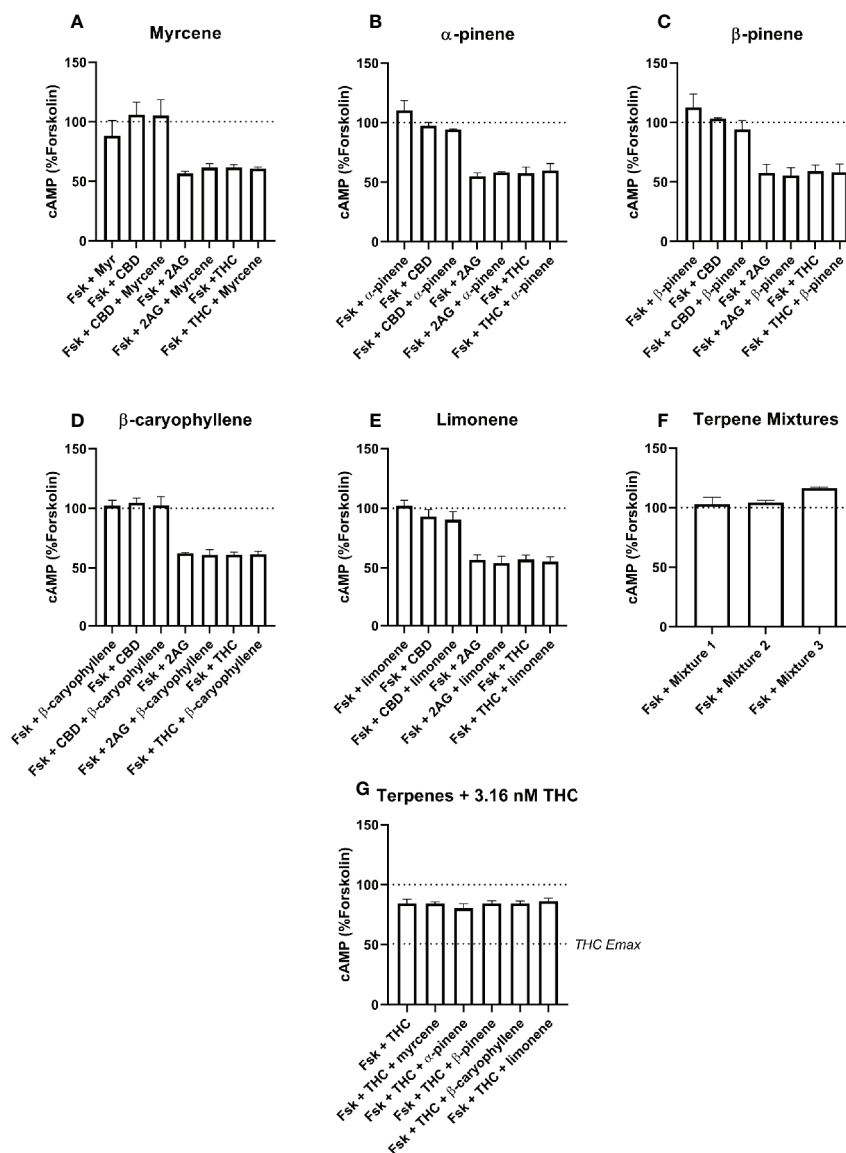 A
Myrcene
150
100
50
0
cAMP (%Forskolin)
Fsk + Myr
Fsk + CBD
Fsk + CBD + Myrcene
Fsk + 2AG
Fsk + 2AG + Myrcene
Fsk +THC
Fsk + THC + Myrcene
B
α-pinene
150
100
50
0
cAMP (%Forskolin)
Fsk + α-pinene
Fsk + CBD
Fsk + CBD + α-pinene
Fsk + 2AG
Fsk + 2AG + α-pinene
Fsk + THC
Fsk + THC + α-pinene
C
β-pinene
150
100
50
0
cAMP (%Forskolin)
Fsk + β-pinene
Fsk + CBD
Fsk + CBD + β-pinene
Fsk + 2AG
Fsk + 2AG + β-pinene
Fsk + THC
Fsk + THC + β-pinene
D
β-caryophyllene
150
100
50
0
cAMP (%Forskolin)
Fsk + β-caryophyllene
Fsk + CBD
Fsk + CBD + β-caryophyllene
Fsk + 2AG
Fsk + 2AG + β-caryophyllene
Fsk + THC
Fsk + THC + β-caryophyllene
E
Limonene
150
100
50
0
cAMP (%Forskolin)
Fsk + limonene
Fsk + CBD
Fsk + CBD + limonene
Fsk + 2AG
Fsk + 2AG + limonene
Fsk + THC
Fsk + THC + limonene
F
Terpene Mixtures
150
100
50
0
cAMP (%Forskolin)
Fsk + Mixture 1
Fsk + Mixture 2
Fsk + Mixture 3
G
Terpenes + 3.16 nM THC
150
100
50
0
cAMP (%Forskolin)
THC Emax
Fsk + THC
Fsk + THC + myrcene
Fsk + THC + α-pinene
Fsk + THC + β-pinene
Fsk + THC + β-caryophyllene
Fsk + THC + limonene